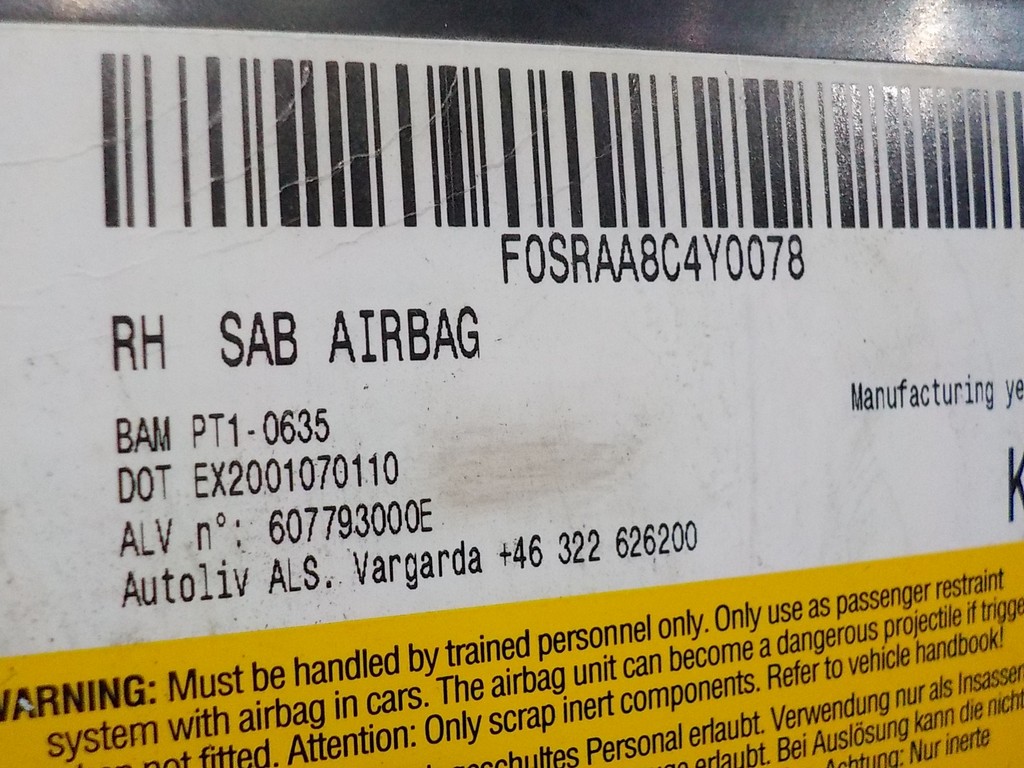 F0SRAA8C4Y0078
RH SAB AIRBAG
Manufacturing ye
BAM PT1-0635
DOT EX2001070110
K
ALV n°: 607793000E
Autoliv ALS. Vargarda +46 322 626200
WARNING: Must be handled by trained personnel only. Only use as passenger restraint
system with airbag in cars. The airbag unit can become a dangerous projectile if trigge
not fitted. Attention: Only scrap inert components. Refer to vehicle handbook!
Personal erlaubt. Verwendung nur als Insassen
erlaubt. Bei Auslösung kann die nicht
Achtung: Nur inerte